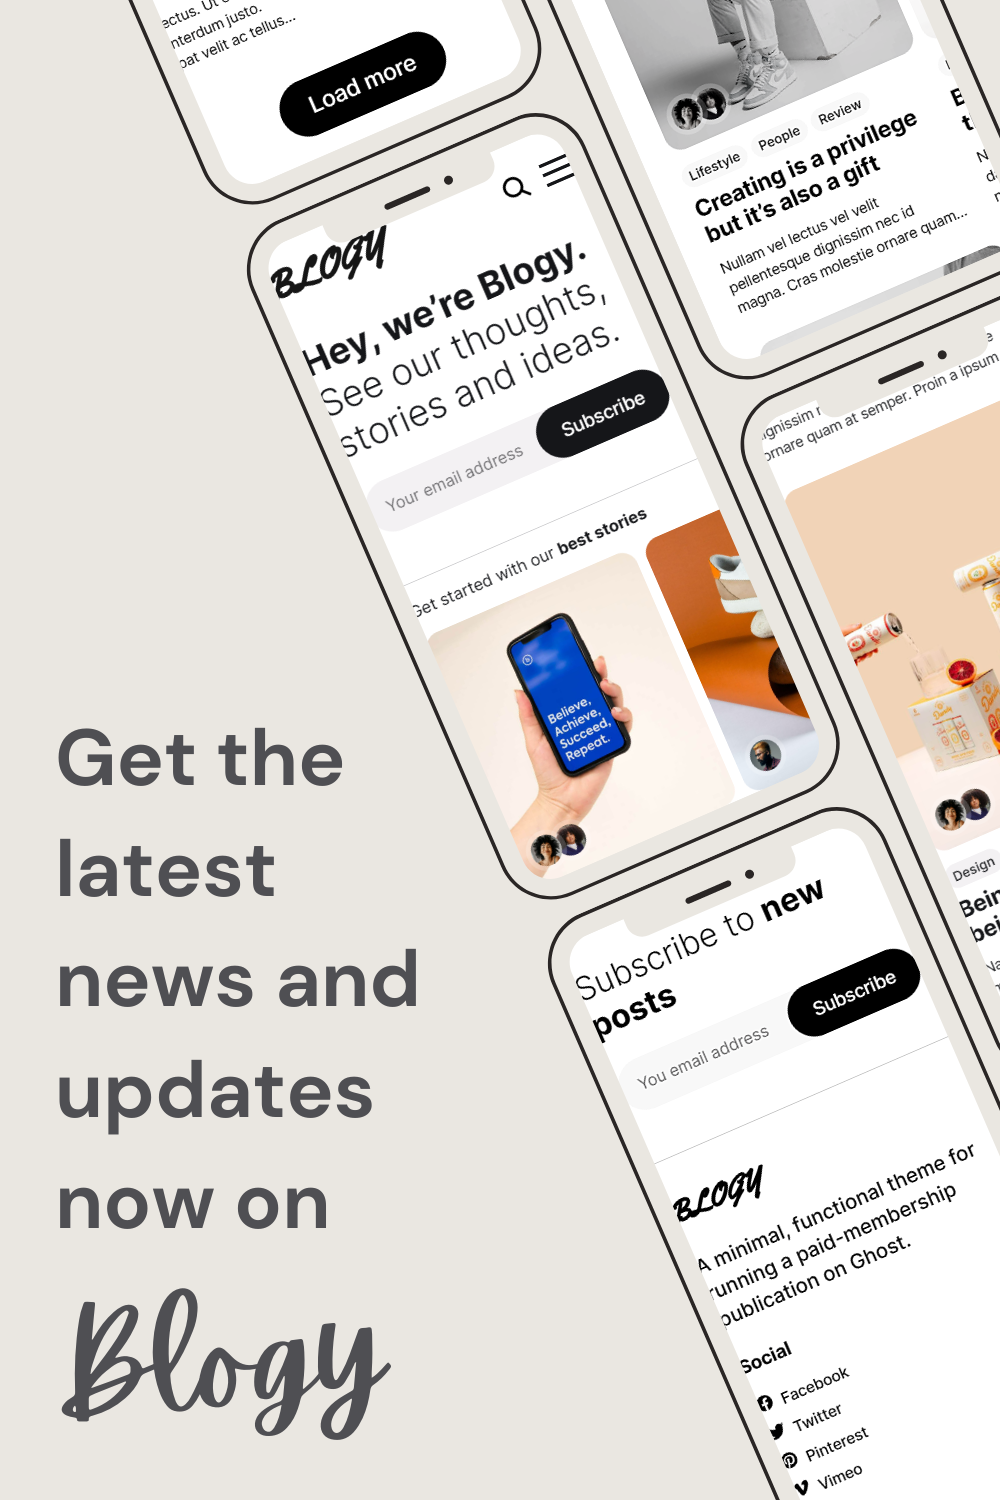 ectus. Ut
nterdum justo.
pat velit ac tellus...
Load more
Lifestyle
People
Review
Creating is a privilege
but it's also a gift
Nullam vel lectus vel velit
pellentesque dignissim nec id
magna. Cras molestie ornare quam...
BLOGY
Hey, we're Blogy.
See our thoughts,
stories and ideas.
Your email address
Subscribe
Get started with our best stories
Believe,
Achieve,
Succeed,
Repeat.
dignissim
ornare quam at semper. Proin a ipsum
Design
Bein
bei
Na
Get the
latest
news and
updates
now on
Blogy
Subscribe to new
posts
You email address
Subscribe
BLOGY
A minimal, functional theme for
running a paid-membership
publication on Ghost.
Social
Facebook
Twitter
Pinterest
Vimeo